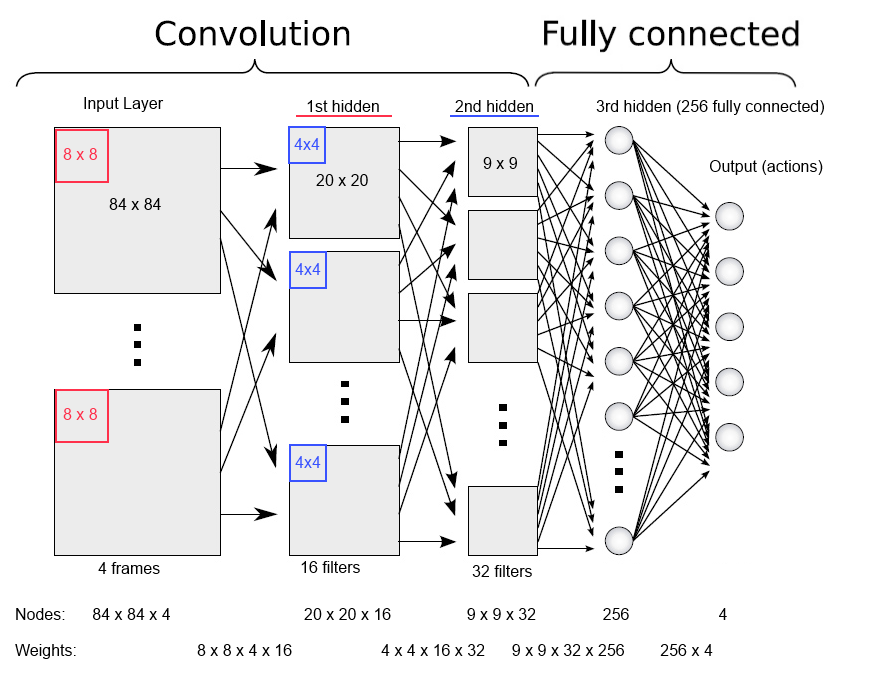 Convolution
Fully connected
Input Layer
1st hidden
2nd hidden
3rd hidden (256 fully connected)
Output (actions)
8 x 8
84 x 84
4x4
20 x 20
9 x 9
4x4
8 x 8
4x4
4 frames
16 filters
32 filters
Nodes: 84 x 84 x 4 20 x 20 x 16 9 x 9 x 32 256 4
Weights: 8 x 8 x 4 x 16 4 x 4 x 16 x 32 9 x 9 x 32 x 256 256 x 4